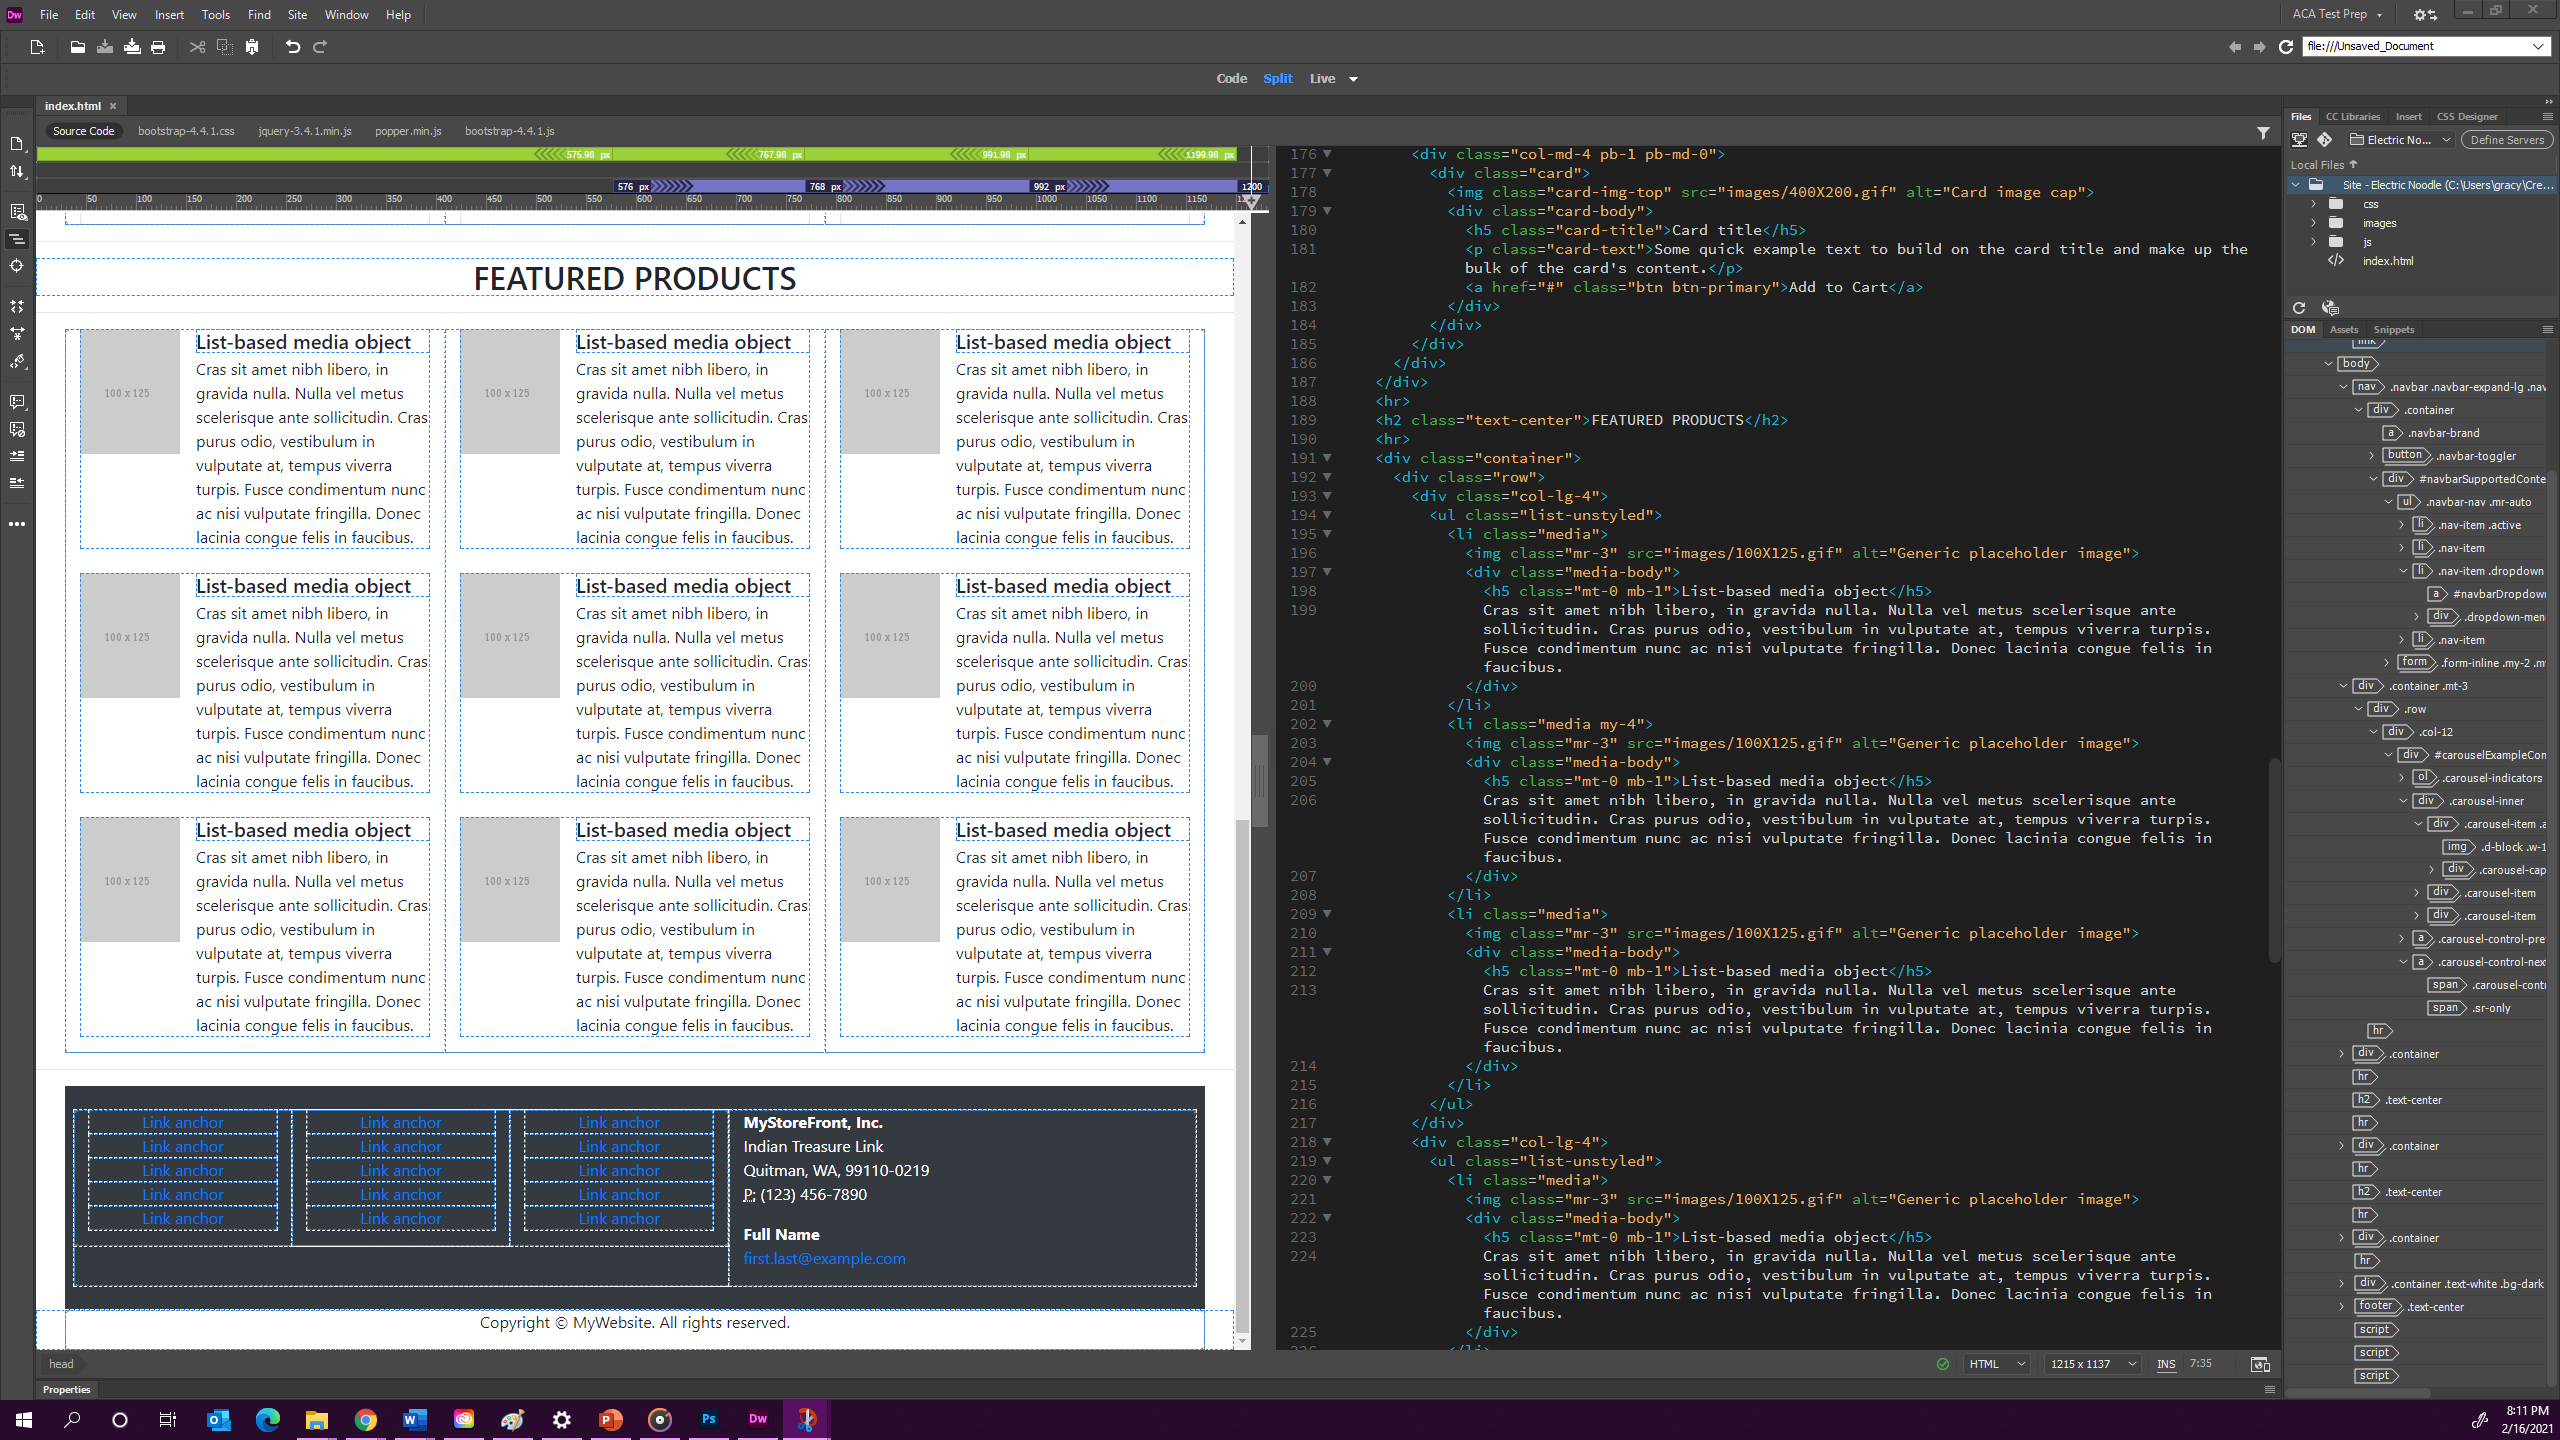 Dw File Edit View Insert Tools Find Site Window Help
ACA Test Prep
file:///Unsaved_Document
Code Split Live
index.html
Source Code bootstrap-4.4.1.css jquery-3.4.1.min.js popper.min.js bootstrap-4.4.1.js
575.98 px 767.98 px 991.98 px 1199.98 px
576 px 768 px 992 px 1200
0 50 100 150 200 250 300 350 400 450 500 550 600 650 700 750 800 850 900 950 1000 1050 1100 1150
FEATURED PRODUCTS
100 x 125
List-based media object
Cras sit amet nibh libero, in
gravida nulla. Nulla vel metus
scelerisque ante sollicitudin. Cras
purus odio, vestibulum in
vulputate at, tempus viverra
turpis. Fusce condimentum nunc
ac nisi vulputate fringilla. Donec
lacinia congue felis in faucibus.
100 x 125
List-based media object
Cras sit amet nibh libero, in
gravida nulla. Nulla vel metus
scelerisque ante sollicitudin. Cras
purus odio, vestibulum in
vulputate at, tempus viverra
turpis. Fusce condimentum nunc
ac nisi vulputate fringilla. Donec
lacinia congue felis in faucibus.
100 x 125
List-based media object
Cras sit amet nibh libero, in
gravida nulla. Nulla vel metus
scelerisque ante sollicitudin. Cras
purus odio, vestibulum in
vulputate at, tempus viverra
turpis. Fusce condimentum nunc
ac nisi vulputate fringilla. Donec
lacinia congue felis in faucibus.
100 x 125
List-based media object
Cras sit amet nibh libero, in
gravida nulla. Nulla vel metus
scelerisque ante sollicitudin. Cras
purus odio, vestibulum in
vulputate at, tempus viverra
turpis. Fusce condimentum nunc
ac nisi vulputate fringilla. Donec
lacinia congue felis in faucibus.
100 x 125
List-based media object
Cras sit amet nibh libero, in
gravida nulla. Nulla vel metus
scelerisque ante sollicitudin. Cras
purus odio, vestibulum in
vulputate at, tempus viverra
turpis. Fusce condimentum nunc
ac nisi vulputate fringilla. Donec
lacinia congue felis in faucibus.
100 x 125
List-based media object
Cras sit amet nibh libero, in
gravida nulla. Nulla vel metus
scelerisque ante sollicitudin. Cras
purus odio, vestibulum in
vulputate at, tempus viverra
turpis. Fusce condimentum nunc
ac nisi vulputate fringilla. Donec
lacinia congue felis in faucibus.
100 x 125
List-based media object
Cras sit amet nibh libero, in
gravida nulla. Nulla vel metus
scelerisque ante sollicitudin. Cras
purus odio, vestibulum in
vulputate at, tempus viverra
turpis. Fusce condimentum nunc
ac nisi vulputate fringilla. Donec
lacinia congue felis in faucibus.
100 x 125
List-based media object
Cras sit amet nibh libero, in
gravida nulla. Nulla vel metus
scelerisque ante sollicitudin. Cras
purus odio, vestibulum in
vulputate at, tempus viverra
turpis. Fusce condimentum nunc
ac nisi vulputate fringilla. Donec
lacinia congue felis in faucibus.
100 x 125
List-based media object
Cras sit amet nibh libero, in
gravida nulla. Nulla vel metus
scelerisque ante sollicitudin. Cras
purus odio, vestibulum in
vulputate at, tempus viverra
turpis. Fusce condimentum nunc
ac nisi vulputate fringilla. Donec
lacinia congue felis in faucibus.
Link anchor Link anchor Link anchor
Link anchor Link anchor Link anchor
Link anchor Link anchor Link anchor
Link anchor Link anchor Link anchor
Link anchor Link anchor Link anchor
MyStoreFront, Inc.
Indian Treasure Link
Quitman, WA, 99110-0219
P: (123) 456-7890
Full Name
first.last@example.com
Copyright © MyWebsite. All rights reserved.
head
Properties
176 <div class="col-md-4 pb-1 pb-md-0">
177 <div class="card">
178 <img class="card-img-top" src="images/400X200.gif" alt="Card image cap">
179 <div class="card-body">
180 <h5 class="card-title">Card title</h5>
181 <p class="card-text">Some quick example text to build on the card title and make up the
bulk of the card's content.</p>
182 <a href="#" class="btn btn-primary">Add to Cart</a>
183 </div>
184 </div>
185 </div>
186 </div>
187 </div>
188 <hr>
189 <h2 class="text-center">FEATURED PRODUCTS</h2>
190 <hr>
191 <div class="container">
192 <div class="row">
193 <div class="col-lg-4">
194 <ul class="list-unstyled">
195 <li class="media">
196 <img class="mr-3" src="images/100X125.gif" alt="Generic placeholder image">
197 <div class="media-body">
198 <h5 class="mt-0 mb-1">List-based media object</h5>
199 Cras sit amet nibh libero, in gravida nulla. Nulla vel metus scelerisque ante
sollicitudin. Cras purus odio, vestibulum in vulputate at, tempus viverra turpis.
Fusce condimentum nunc ac nisi vulputate fringilla. Donec lacinia congue felis in
faucibus.
200 </div>
201 </li>
202 <li class="media my-4">
203 <img class="mr-3" src="images/100X125.gif" alt="Generic placeholder image">
204 <div class="media-body">
205 <h5 class="mt-0 mb-1">List-based media object</h5>
206 Cras sit amet nibh libero, in gravida nulla. Nulla vel metus scelerisque ante
sollicitudin. Cras purus odio, vestibulum in vulputate at, tempus viverra turpis.
Fusce condimentum nunc ac nisi vulputate fringilla. Donec lacinia congue felis in
faucibus.
207 </div>
208 </li>
209 <li class="media">
210 <img class="mr-3" src="images/100X125.gif" alt="Generic placeholder image">
211 <div class="media-body">
212 <h5 class="mt-0 mb-1">List-based media object</h5>
213 Cras sit amet nibh libero, in gravida nulla. Nulla vel metus scelerisque ante
sollicitudin. Cras purus odio, vestibulum in vulputate at, tempus viverra turpis.
Fusce condimentum nunc ac nisi vulputate fringilla. Donec lacinia congue felis in
faucibus.
214 </div>
215 </li>
216 </ul>
217 </div>
218 <div class="col-lg-4">
219 <ul class="list-unstyled">
220 <li class="media">
221 <img class="mr-3" src="images/100X125.gif" alt="Generic placeholder image">
222 <div class="media-body">
223 <h5 class="mt-0 mb-1">List-based media object</h5>
224 Cras sit amet nibh libero, in gravida nulla. Nulla vel metus scelerisque ante
sollicitudin. Cras purus odio, vestibulum in vulputate at, tempus viverra turpis.
Fusce condimentum nunc ac nisi vulputate fringilla. Donec lacinia congue felis in
faucibus.
225 </div>
HTML 1215 x 1137 INS 7:35
Files CC Libraries Insert CSS Designer
Electric No... Define Servers
Local Files
Site - Electric Noodle (C:\Users\gracy\Cre...
css
images
js
index.html
DOM Assets Snippets
link
body
nav .navbar .navbar-expand-lg .nav
div .container
a .navbar-brand
button .navbar-toggler
div #navbarSupportedConte
ul .navbar-nav .mr-auto
li .nav-item .active
li .nav-item
li .nav-item .dropdown
a #navbarDropdown
div .dropdown-men
li .nav-item
form .form-inline .my-2 .m
div .container .mt-3
div .row
div .col-12
div #carouselExampleCon
ol .carousel-indicators
div .carousel-inner
div .carousel-item .a
img .d-block .w-1
div .carousel-cap
div .carousel-item
div .carousel-item
a .carousel-control-pre
a .carousel-control-nex
span .carousel-cont
span .sr-only
hr
div .container
hr
h2 .text-center
hr
div .container
hr
h2 .text-center
hr
div .container
hr
div .container .text-white .bg-dark
footer .text-center
script
script
script
Ps Dw
8:11 PM
2/16/2021